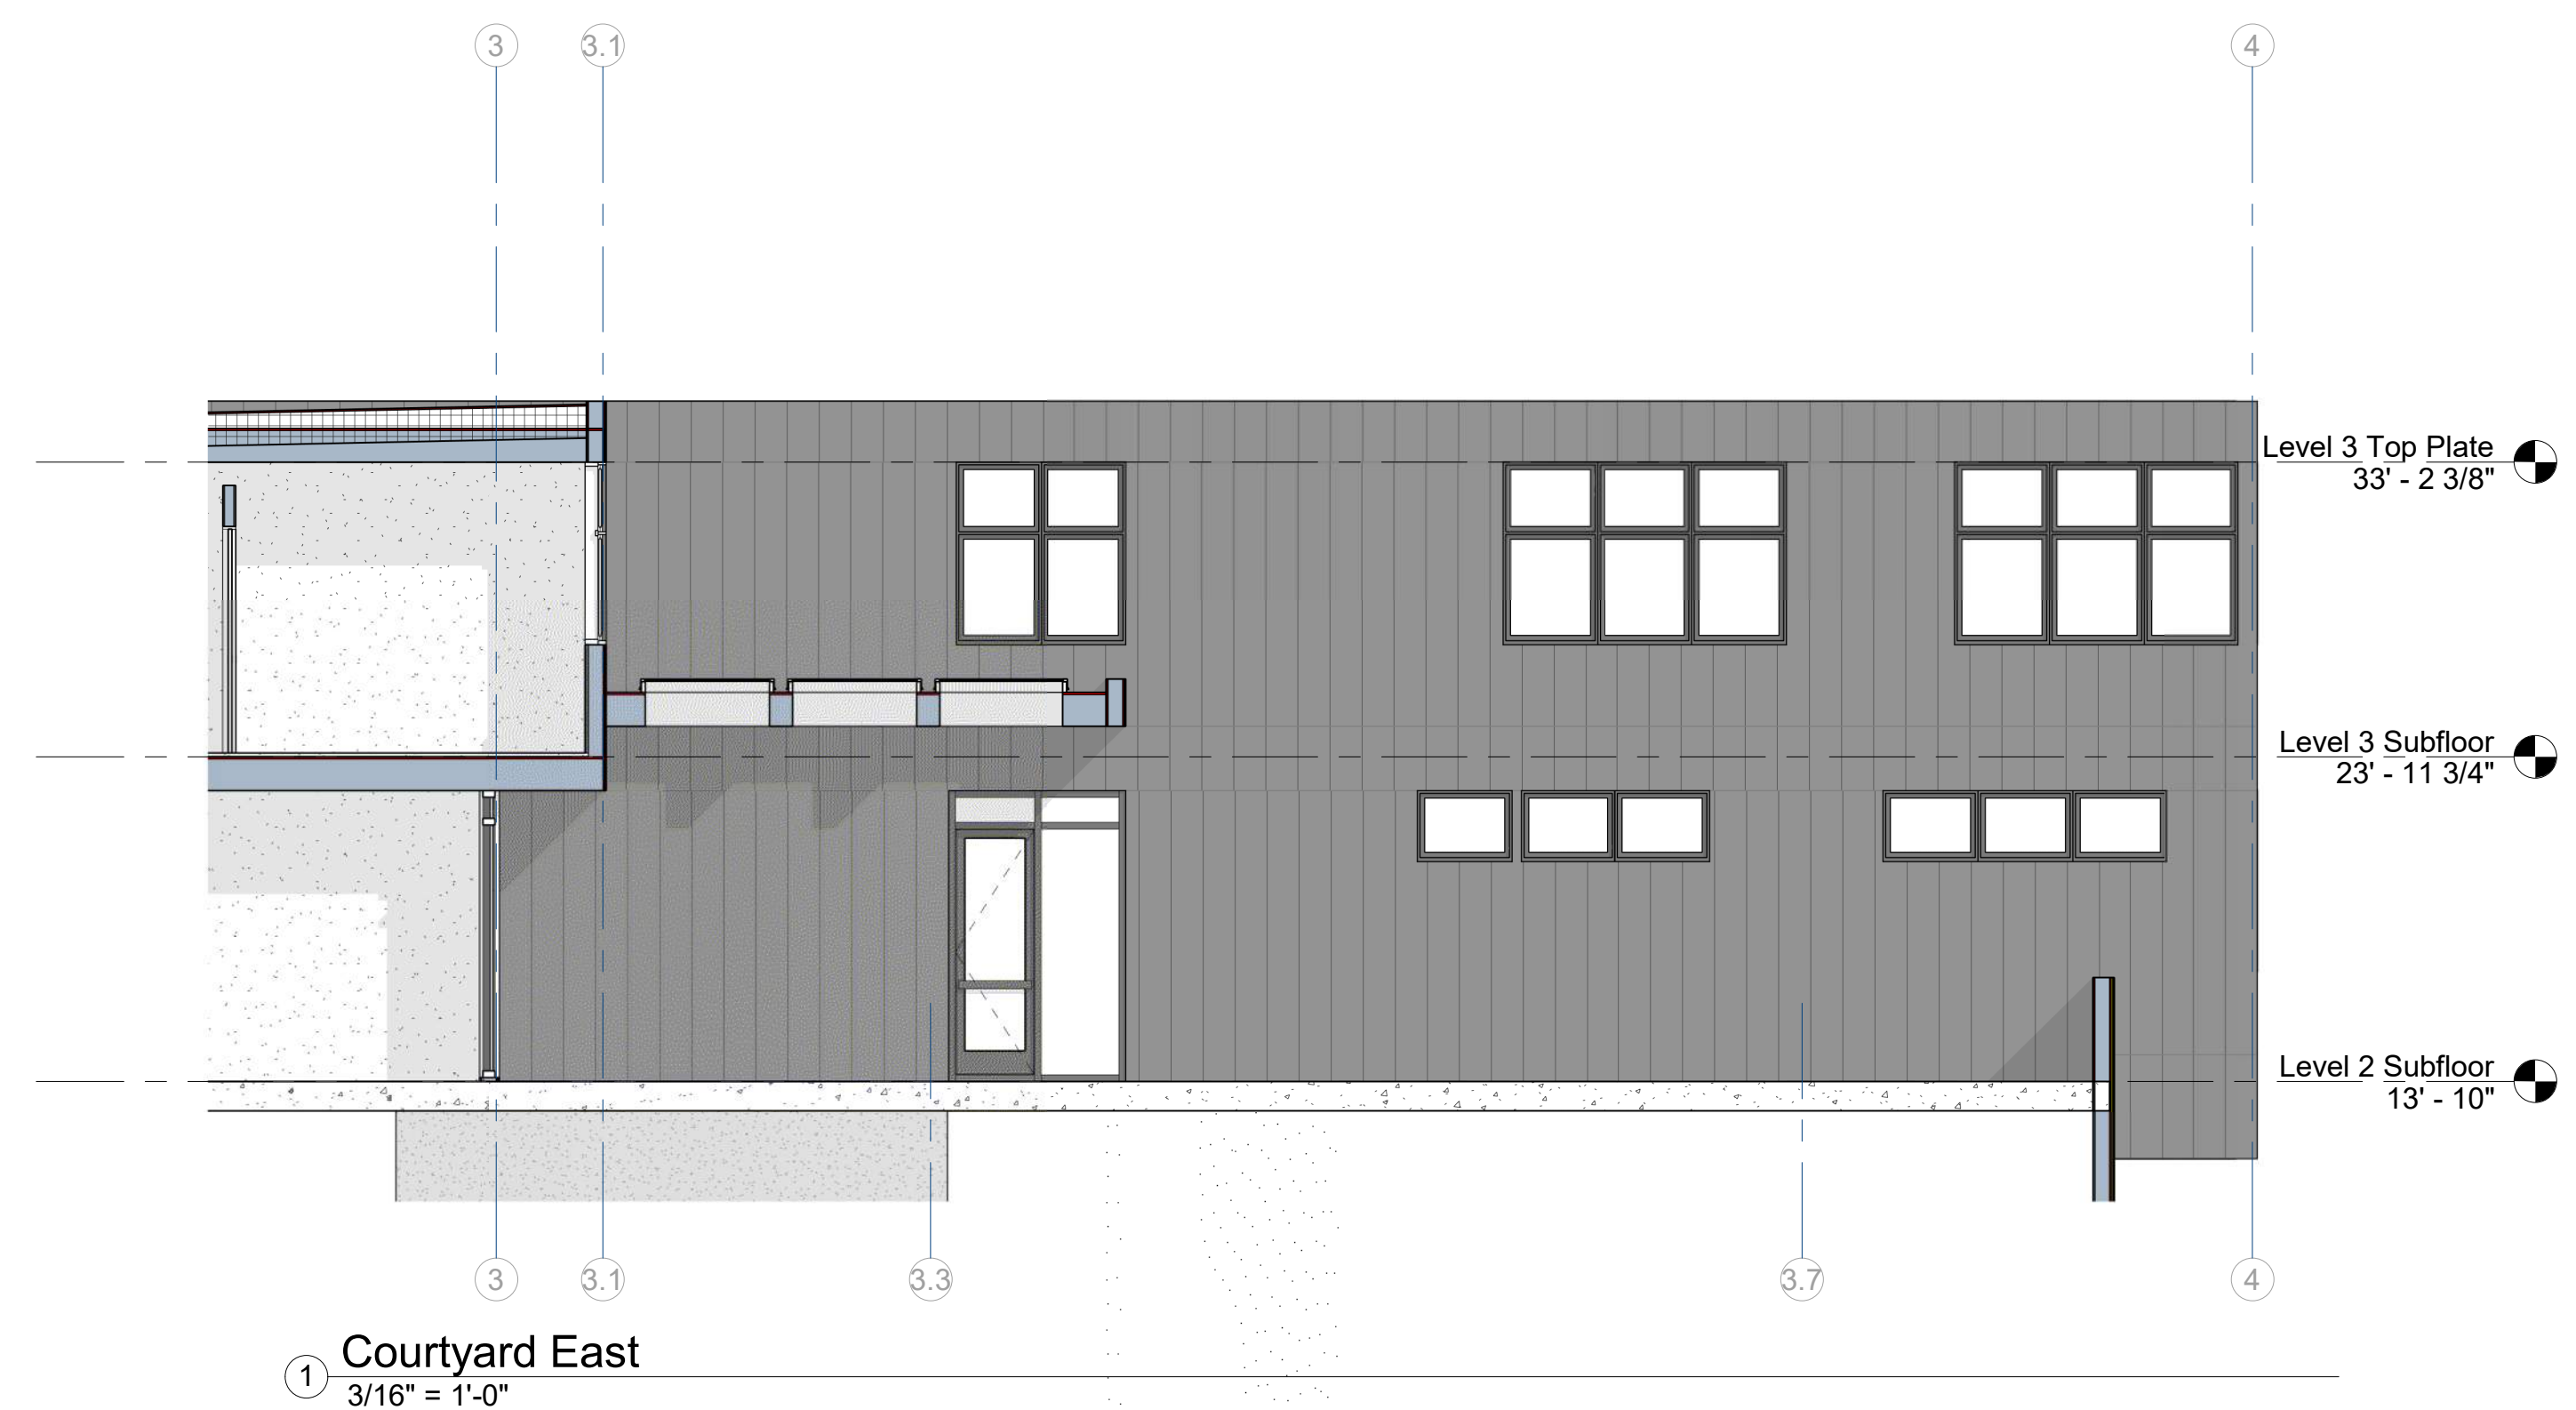 3 3.1 4
Level 3 Top Plate
33' - 2 3/8"
Level 3 Subfloor
23' - 11 3/4"
Level 2 Subfloor
13' - 10"
3 3.1 3.3 3.7 4
Courtyard East
1
3/16" = 1'-0"